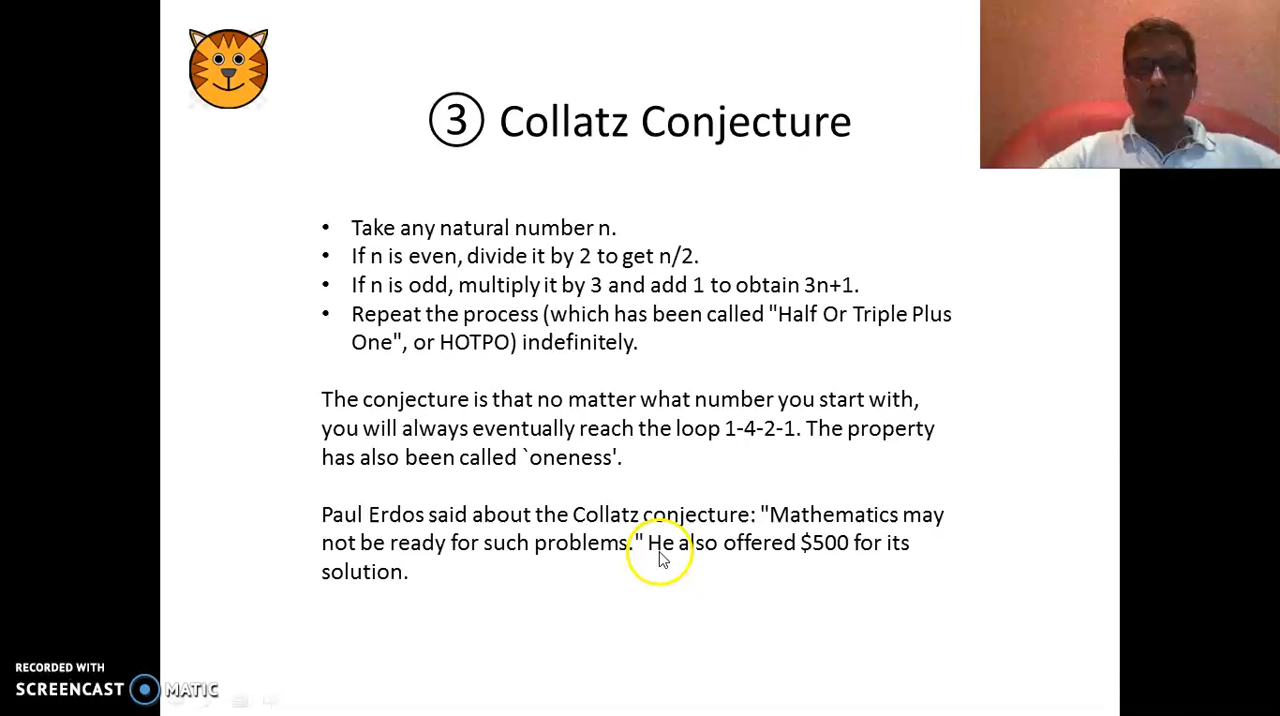 ③ Collatz Conjecture
• Take any natural number n.
• If n is even, divide it by 2 to get n/2.
• If n is odd, multiply it by 3 and add 1 to obtain 3n+1.
• Repeat the process (which has been called "Half Or Triple Plus
One", or HOTPO) indefinitely.
The conjecture is that no matter what number you start with,
you will always eventually reach the loop 1-4-2-1. The property
has also been called `oneness'.
Paul Erdos said about the Collatz conjecture: "Mathematics may
not be ready for such problems." He also offered $500 for its
solution.
RECORDED WITH
SCREENCAST MATIC